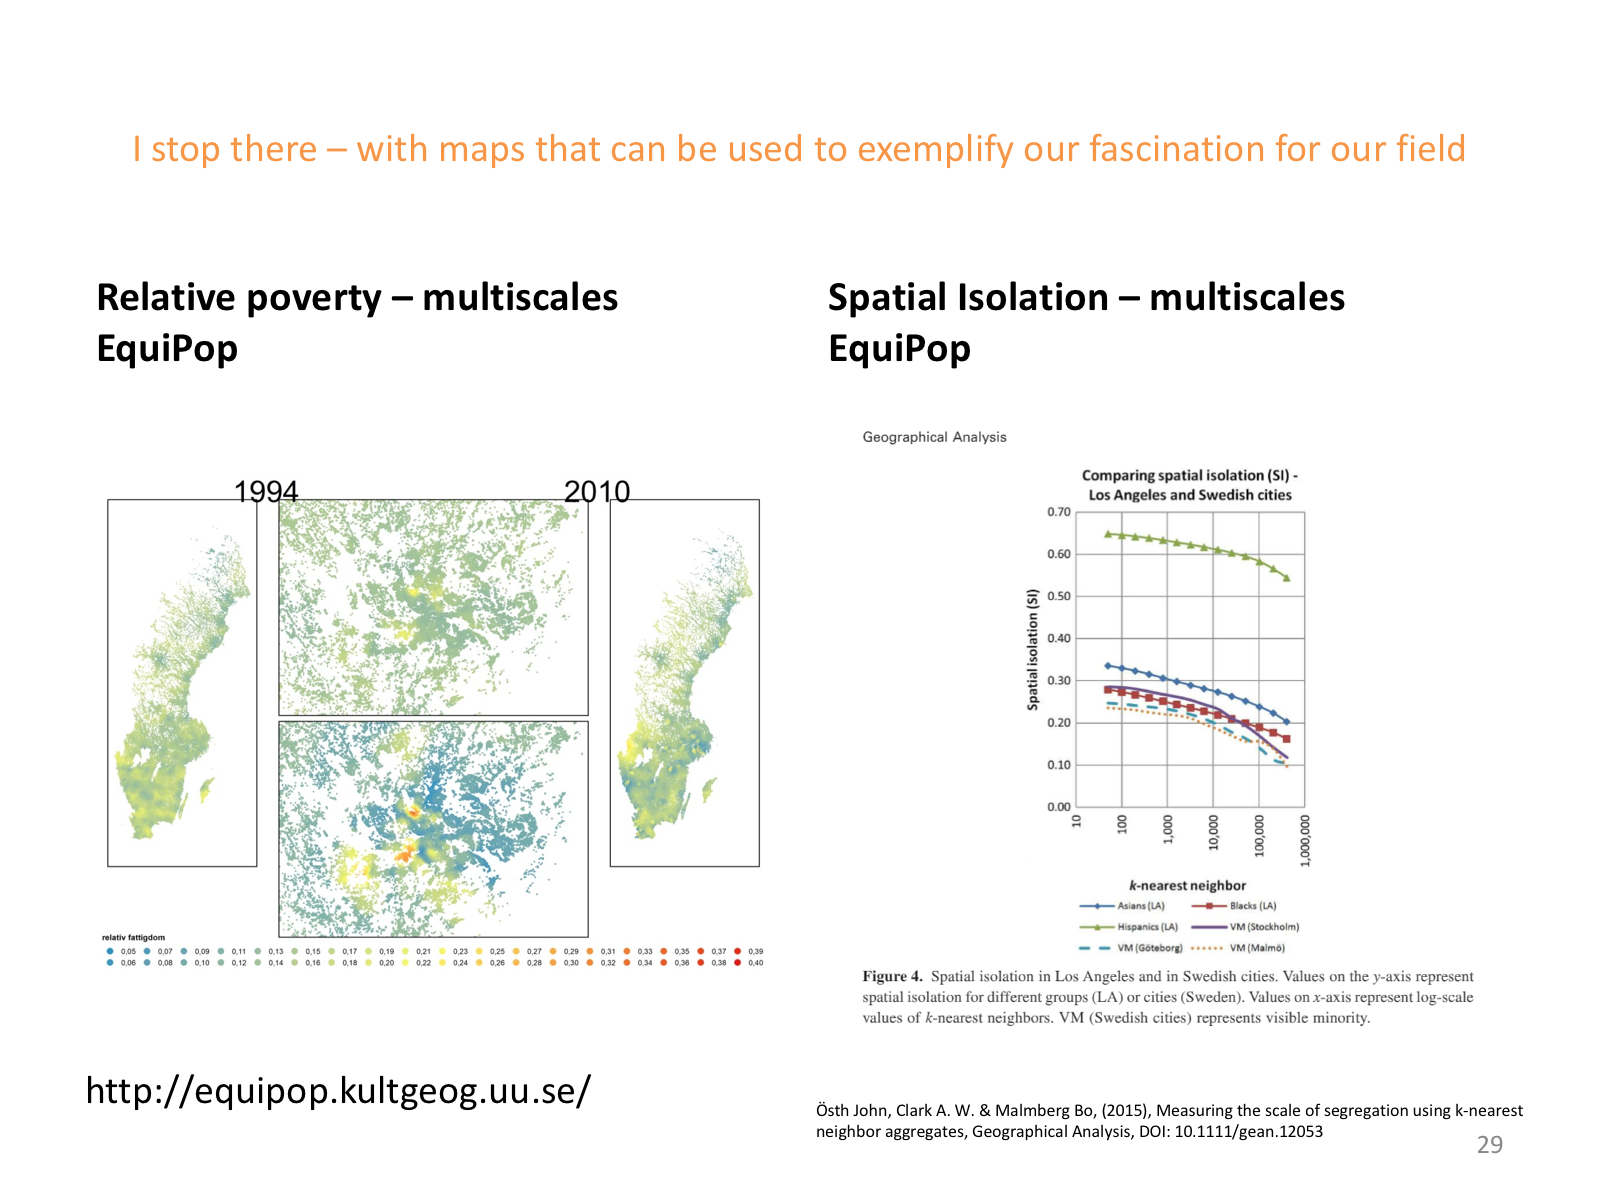 I stop there – with maps that can be used to exemplify our fascination for our field
Relative poverty – multiscales
EquiPop
1994
2010
relativ fattigdom
0,05 0,07 0,09 0,11 0,13 0,15 0,17 0,19 0,21 0,23 0,25 0,27 0,29 0,31 0,33 0,35 0,37 0,39
0,06 0,08 0,10 0,12 0,14 0,16 0,18 0,20 0,22 0,24 0,26 0,28 0,30 0,32 0,34 0,36 0,38 0,40
http://equipop.kultgeog.uu.se/
Spatial Isolation – multiscales
EquiPop
Geographical Analysis
Comparing spatial isolation (SI) -
Los Angeles and Swedish cities
Spatial isolation (SI)
0.70
0.60
0.50
0.40
0.30
0.20
0.10
0.00
10 100 1,000 10,000 100,000 1,000,000
k-nearest neighbor
Asians (LA) Blacks (LA)
Hispanics (LA) VM (Stockholm)
VM (Göteborg) VM (Malmö)
Figure 4. Spatial isolation in Los Angeles and in Swedish cities. Values on the y-axis represent
spatial isolation for different groups (LA) or cities (Sweden). Values on x-axis represent log-scale
values of k-nearest neighbors. VM (Swedish cities) represents visible minority.
Östh John, Clark A. W. & Malmberg Bo, (2015), Measuring the scale of segregation using k-nearest
neighbor aggregates, Geographical Analysis, DOI: 10.1111/gean.12053
29